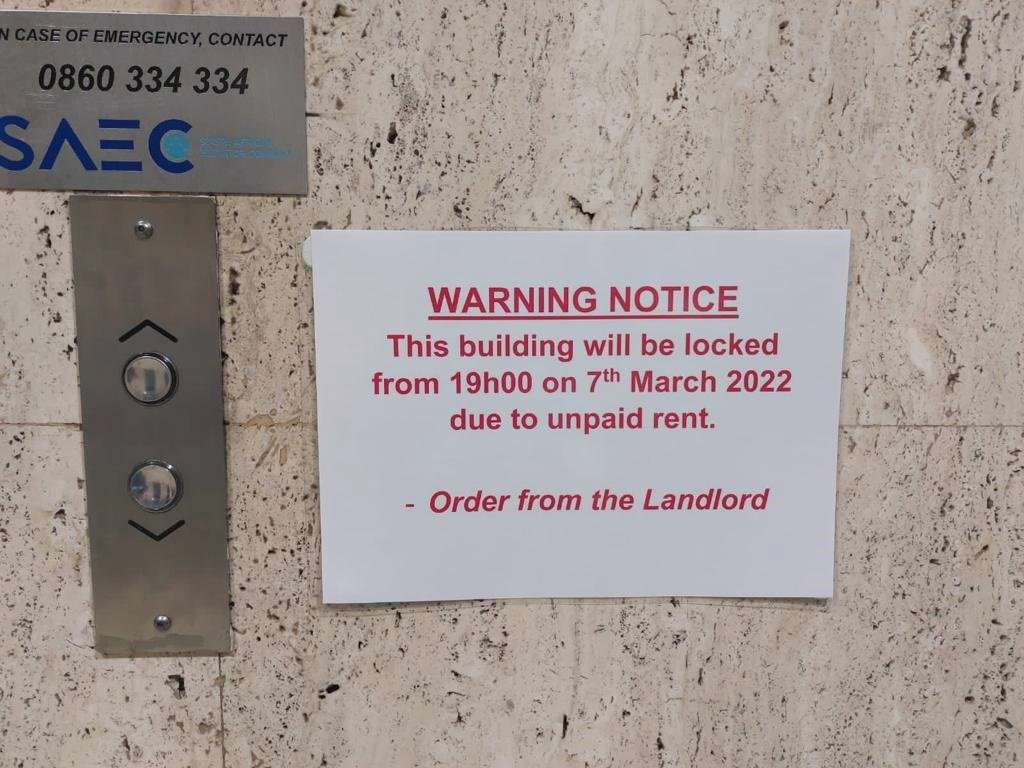 N CASE OF EMERGENCY, CONTACT
0860 334 334
SAEC
WARNING NOTICE
This building will be locked
from 19h00 on 7th March 2022
due to unpaid rent.
- Order from the Landlord